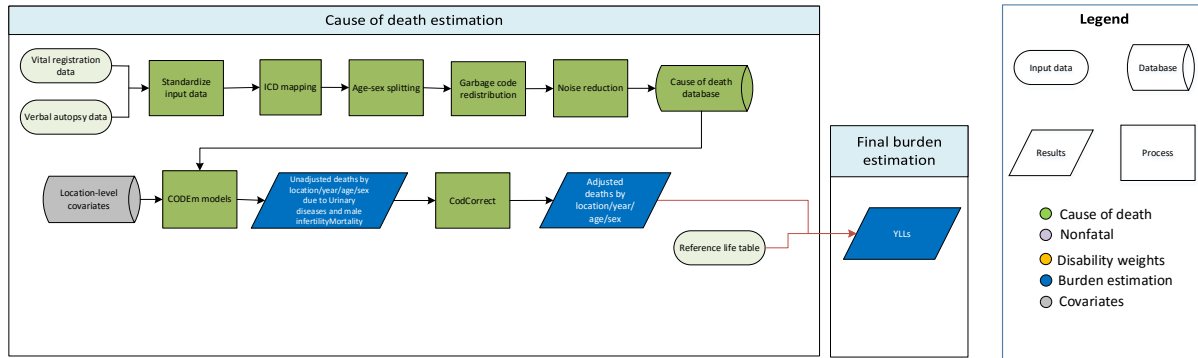 Cause of death estimation
Vital registration
data
Verbal autopsy data
Standardize
input data
ICD mapping
Age-sex splitting
Garbage code
redistribution
Noise reduction
Cause of death
database
Location-level
covariates
CODEm models
Unadjusted deaths by
location/year/age/sex
due to Urinary
diseases and male
infertilityMortality
CodCorrect
Adjusted
deaths by
location/year/
age/sex
Reference life table
Final burden
estimation
YLLs
Legend
Input data
Database
Results
Process
Cause of death
Nonfatal
Disability weights
Burden estimation
Covariates